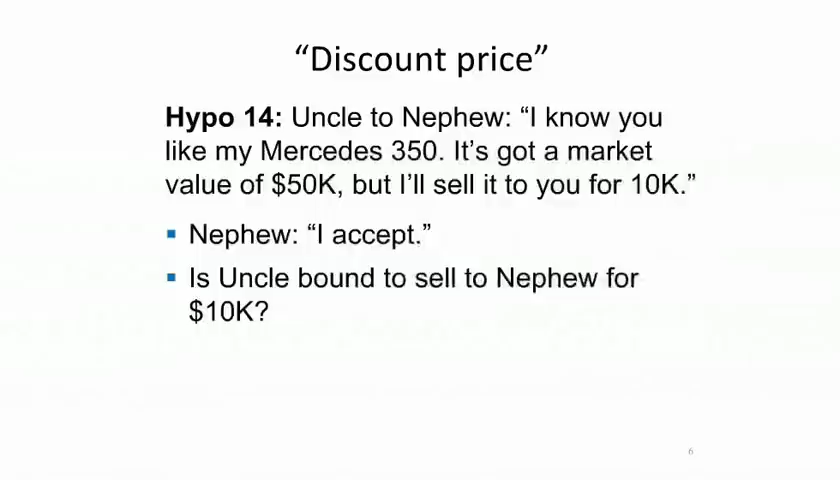 “Discount price”
Hypo 14: Uncle to Nephew: “I know you
like my Mercedes 350. It’s got a market
value of $50K, but I’ll sell it to you for 10K.”
▪ Nephew: “I accept.”
▪ Is Uncle bound to sell to Nephew for
$10K?
6